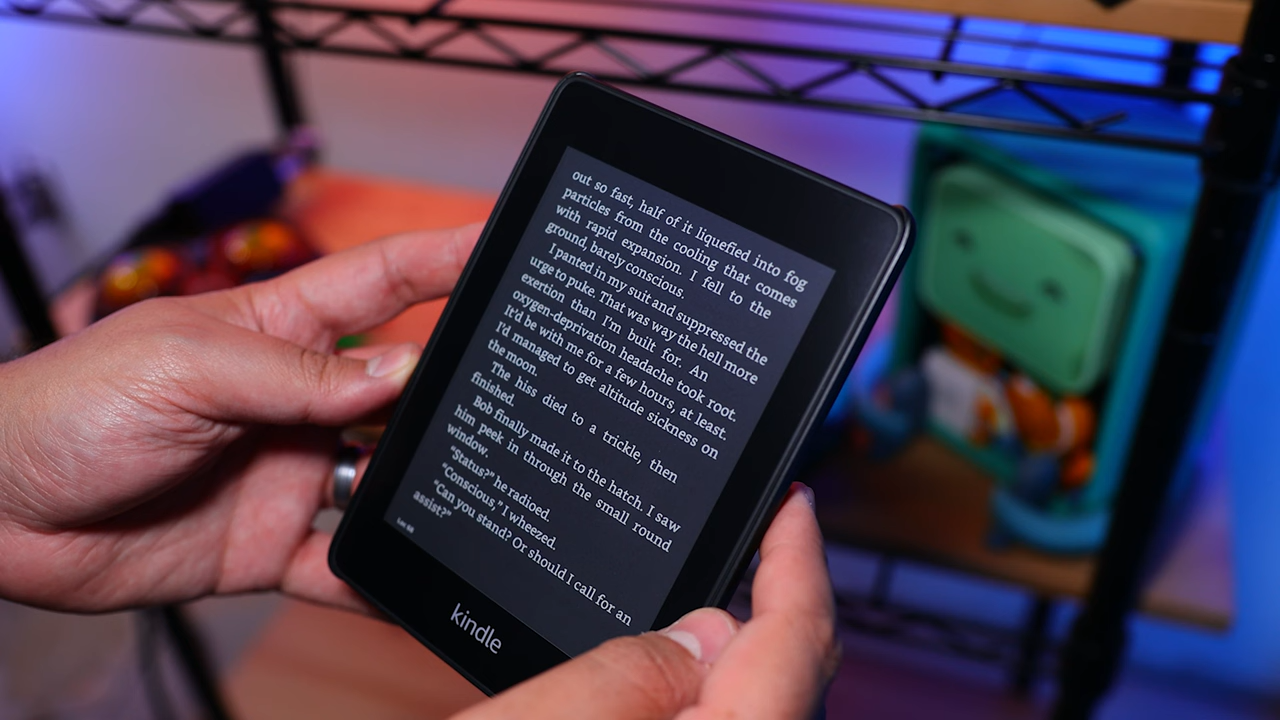 out so fast, half of it liquefied into fog
particles from the cooling that comes
with rapid expansion. I fell to the
ground, barely conscious.
I panted in my suit and suppressed the
urge to puke. That was way the hell more
exertion than I'm built for. An
oxygen-deprivation headache took root.
It'd be with me for a few hours, at least.
I'd managed to get altitude sickness on
the moon.
The hiss died to a trickle, then
finished.
Bob finally made it to the hatch. I saw
him peek in through the small round
window.
"Status?" he radioed.
"Conscious," I wheezed.
"Can you stand? Or should I call for an
assist?"
kindle